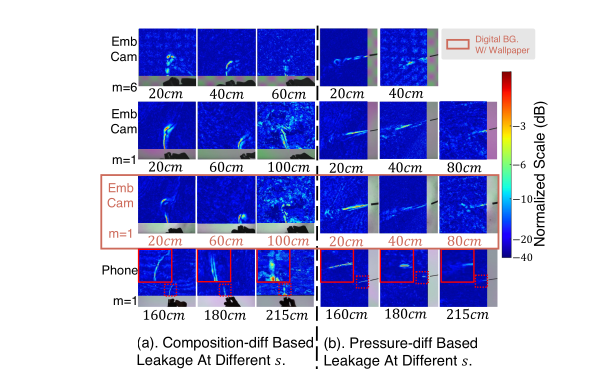 Emb
Cam
m=6
20cm 40cm 60cm 20cm 40cm
Digital BG.
W/ Wallpaper
Emb
Cam
m=1
20cm 60cm 100cm 20cm 40cm 80cm
Emb
Cam
m=1
20cm 60cm 100cm 20cm 40cm 80cm
Phone
m=1
160cm 180cm 215cm 160cm 180cm 215cm
−3
−6
−10
−20
−40
Normalized Scale (dB)
(a). Composition-diff Based
Leakage At Different s.
(b). Pressure-diff Based
Leakage At Different s.